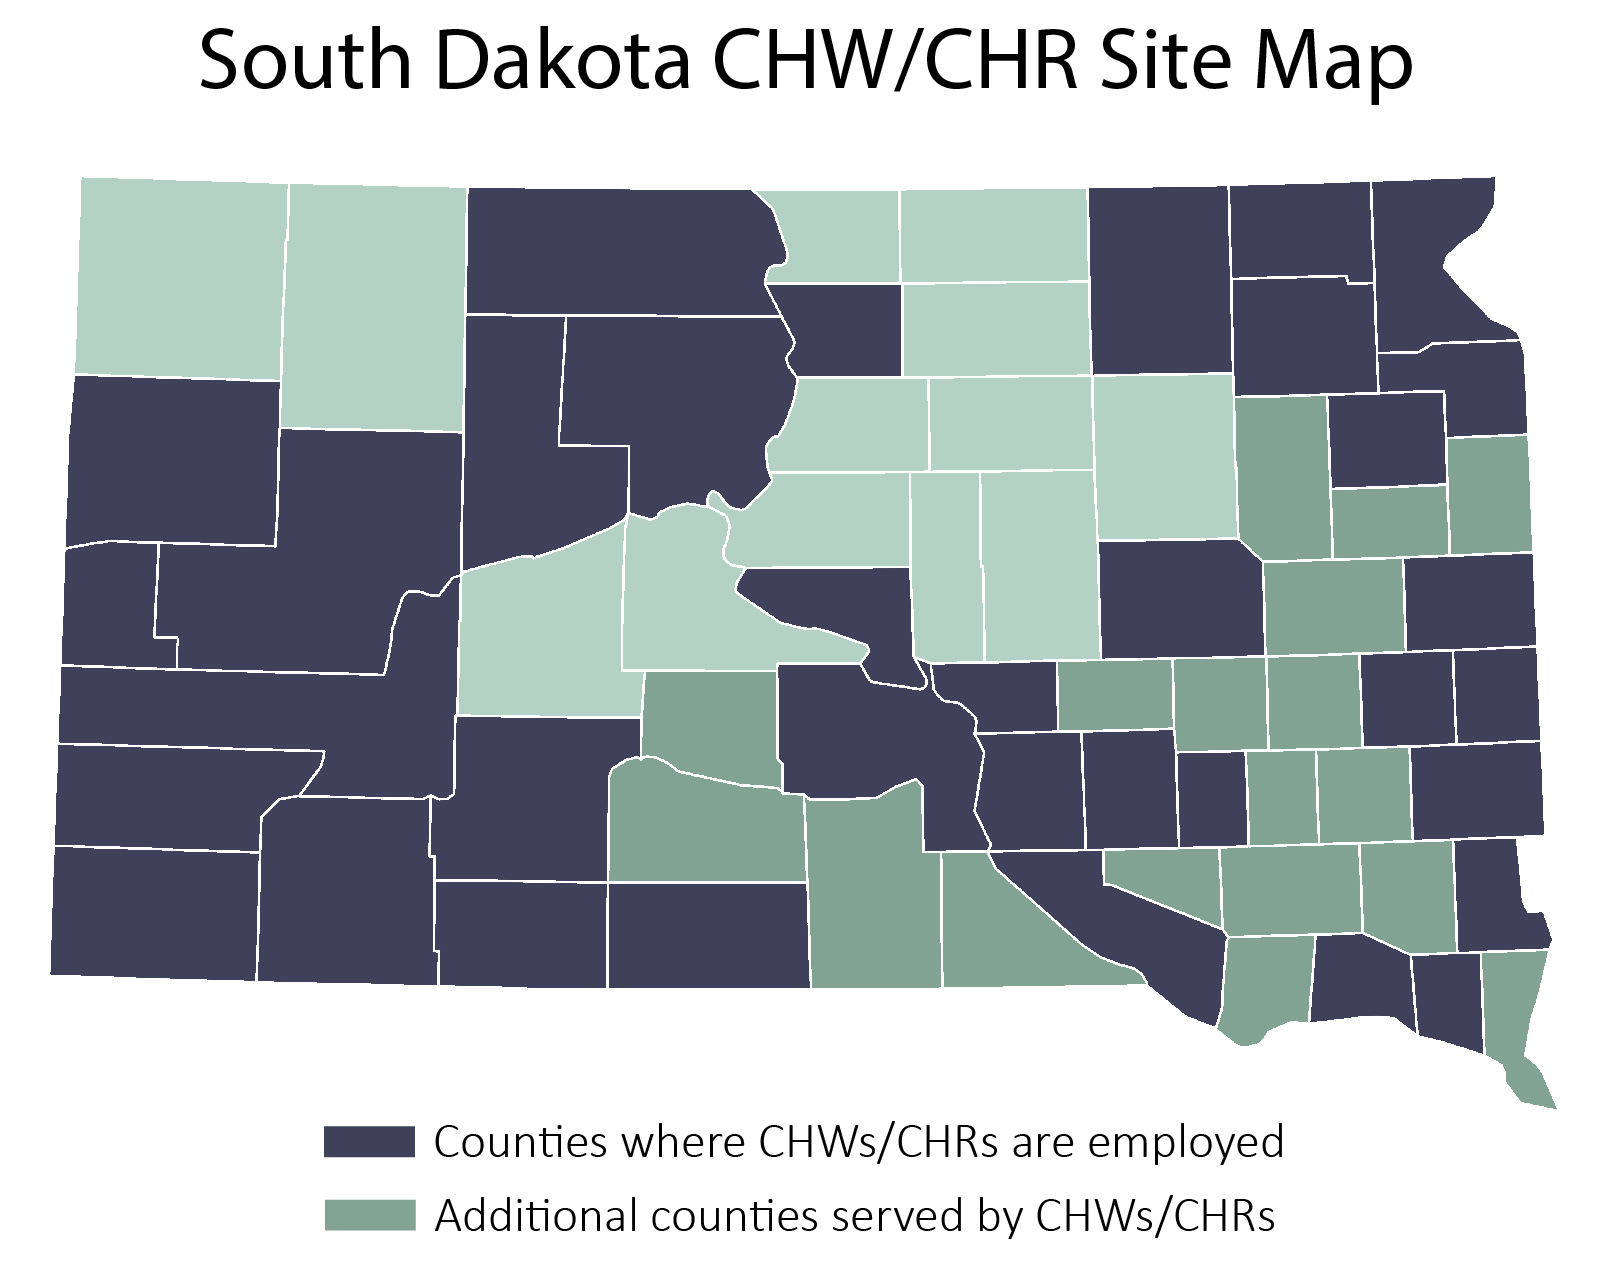 South Dakota CHW/CHR Site Map
Counties where CHWs/CHRs are employed
Additional counties served by CHWs/CHRs